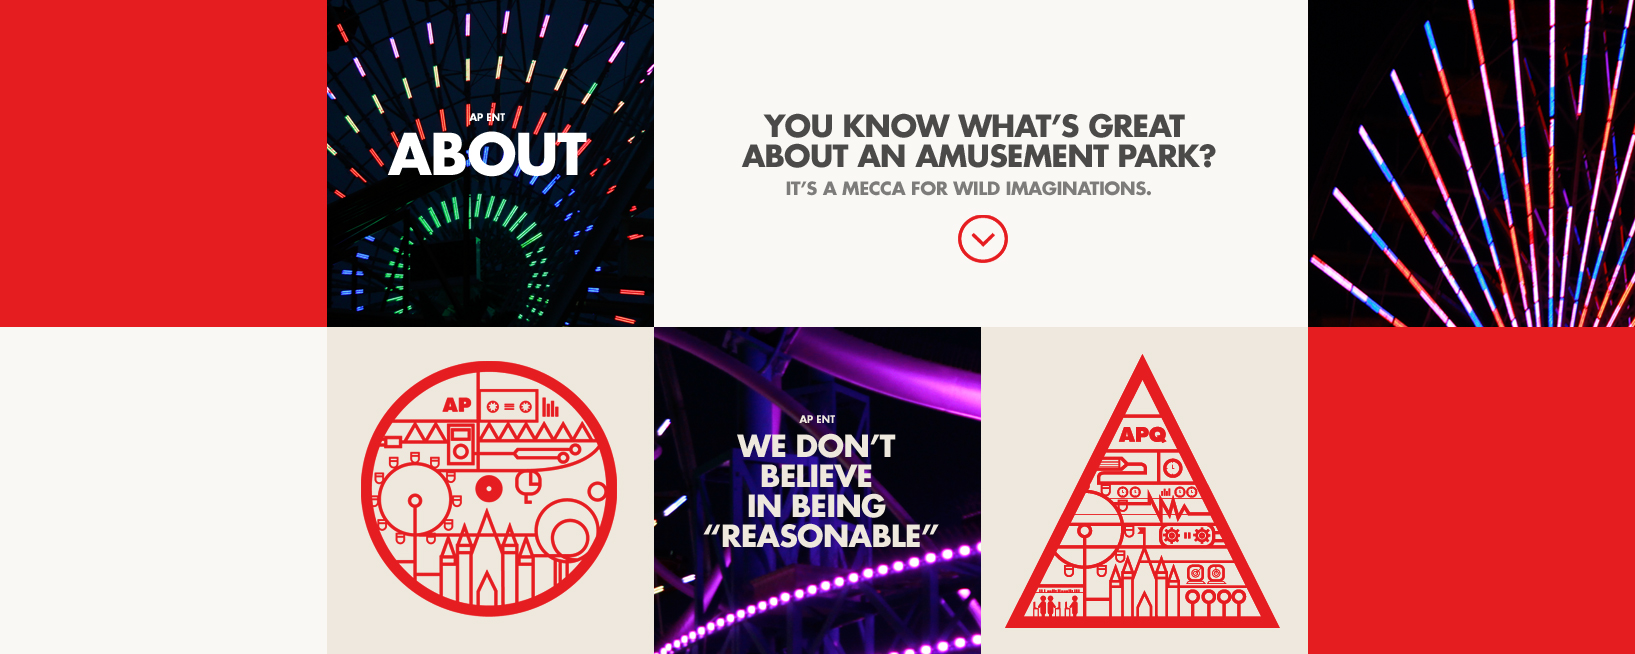 AP ENT
ABOUT
YOU KNOW WHAT'S GREAT
ABOUT AN AMUSEMENT PARK?
IT'S A MECCA FOR WILD IMAGINATIONS.
AP
AP ENT
WE DON'T
BELIEVE
IN BEING
“REASONABLE”
APQ